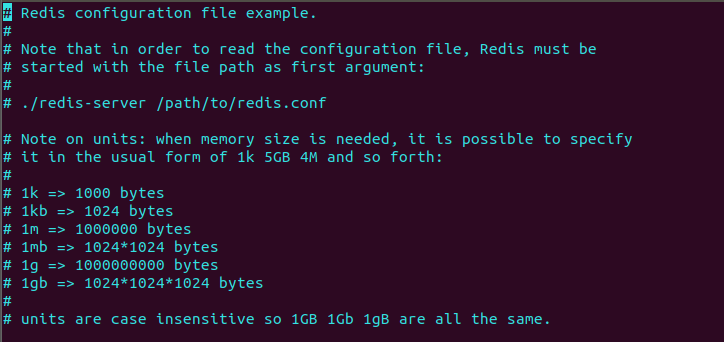 # Redis configuration file example.
#
# Note that in order to read the configuration file, Redis must be
# started with the file path as first argument:
#
# ./redis-server /path/to/redis.conf

# Note on units: when memory size is needed, it is possible to specify
# it in the usual form of 1k 5GB 4M and so forth:
#
# 1k => 1000 bytes
# 1kb => 1024 bytes
# 1m => 1000000 bytes
# 1mb => 1024*1024 bytes
# 1g => 1000000000 bytes
# 1gb => 1024*1024*1024 bytes
#
# units are case insensitive so 1GB 1Gb 1gB are all the same.